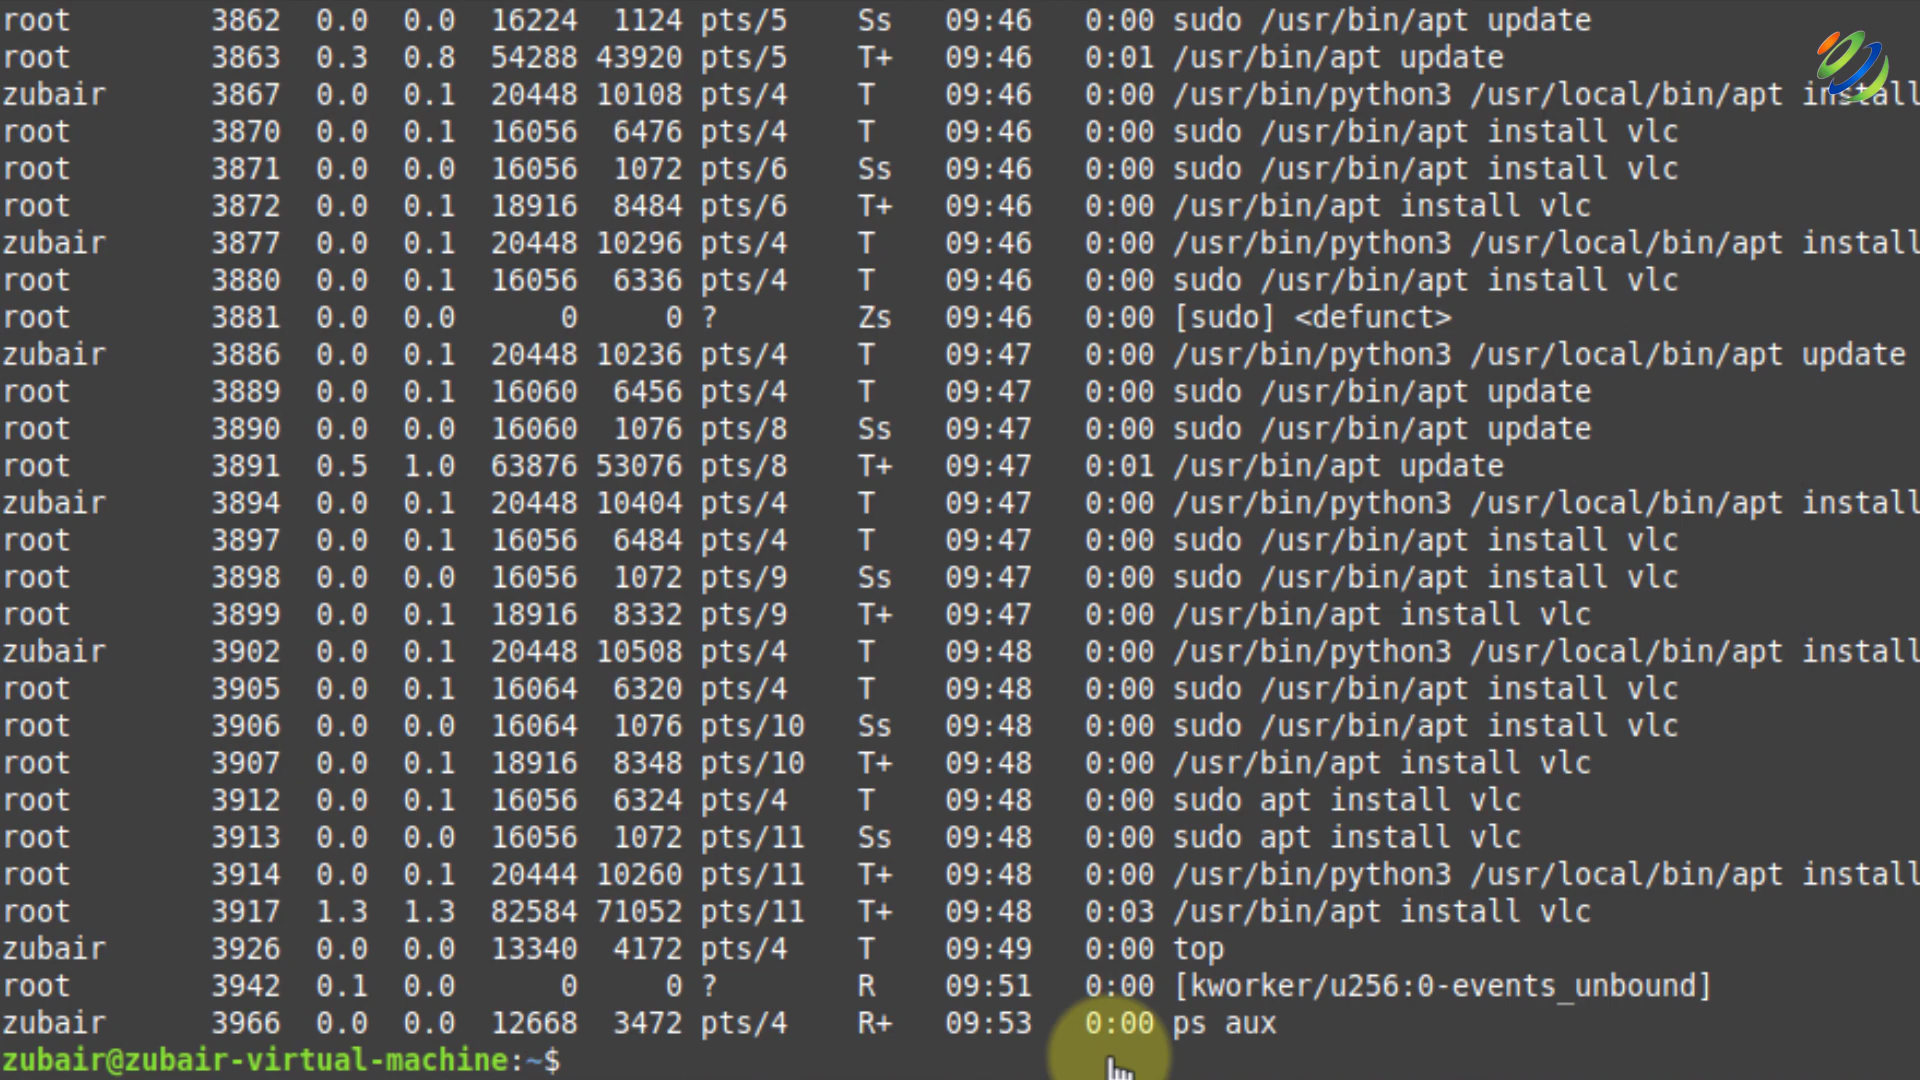 root 3862 0.0 0.0 16224 1124 pts/5 Ss 09:46 0:00 sudo /usr/bin/apt update
root 3863 0.3 0.8 54288 43920 pts/5 T+ 09:46 0:01 /usr/bin/apt update
zubair 3867 0.0 0.1 20448 10108 pts/4 T 09:46 0:00 /usr/bin/python3 /usr/local/bin/apt install
root 3870 0.0 0.1 16056 6476 pts/4 T 09:46 0:00 sudo /usr/bin/apt install vlc
root 3871 0.0 0.0 16056 1072 pts/6 Ss 09:46 0:00 sudo /usr/bin/apt install vlc
root 3872 0.0 0.1 18916 8484 pts/6 T+ 09:46 0:00 /usr/bin/apt install vlc
zubair 3877 0.0 0.1 20448 10296 pts/4 T 09:46 0:00 /usr/bin/python3 /usr/local/bin/apt install
root 3880 0.0 0.1 16056 6336 pts/4 T 09:46 0:00 sudo /usr/bin/apt install vlc
root 3881 0.0 0.0 0 0 ? Zs 09:46 0:00 [sudo] <defunct>
zubair 3886 0.0 0.1 20448 10236 pts/4 T 09:47 0:00 /usr/bin/python3 /usr/local/bin/apt update
root 3889 0.0 0.1 16060 6456 pts/4 T 09:47 0:00 sudo /usr/bin/apt update
root 3890 0.0 0.0 16060 1076 pts/8 Ss 09:47 0:00 sudo /usr/bin/apt update
root 3891 0.5 1.0 63876 53076 pts/8 T+ 09:47 0:01 /usr/bin/apt update
zubair 3894 0.0 0.1 20448 10404 pts/4 T 09:47 0:00 /usr/bin/python3 /usr/local/bin/apt install
root 3897 0.0 0.1 16056 6484 pts/4 T 09:47 0:00 sudo /usr/bin/apt install vlc
root 3898 0.0 0.0 16056 1072 pts/9 Ss 09:47 0:00 sudo /usr/bin/apt install vlc
root 3899 0.0 0.1 18916 8332 pts/9 T+ 09:47 0:00 /usr/bin/apt install vlc
zubair 3902 0.0 0.1 20448 10508 pts/4 T 09:48 0:00 /usr/bin/python3 /usr/local/bin/apt install
root 3905 0.0 0.1 16064 6320 pts/4 T 09:48 0:00 sudo /usr/bin/apt install vlc
root 3906 0.0 0.0 16064 1076 pts/10 Ss 09:48 0:00 sudo /usr/bin/apt install vlc
root 3907 0.0 0.1 18916 8348 pts/10 T+ 09:48 0:00 /usr/bin/apt install vlc
root 3912 0.0 0.1 16056 6324 pts/4 T 09:48 0:00 sudo apt install vlc
root 3913 0.0 0.0 16056 1072 pts/11 Ss 09:48 0:00 sudo apt install vlc
root 3914 0.0 0.1 20444 10260 pts/11 T+ 09:48 0:00 /usr/bin/python3 /usr/local/bin/apt install
root 3917 1.3 1.3 82584 71052 pts/11 T+ 09:48 0:03 /usr/bin/apt install vlc
zubair 3926 0.0 0.0 13340 4172 pts/4 T 09:49 0:00 top
root 3942 0.1 0.0 0 0 ? R 09:51 0:00 [kworker/u256:0-events_unbound]
zubair 3966 0.0 0.0 12668 3472 pts/4 R+ 09:53 0:00 ps aux
zubair@zubair-virtual-machine:~$